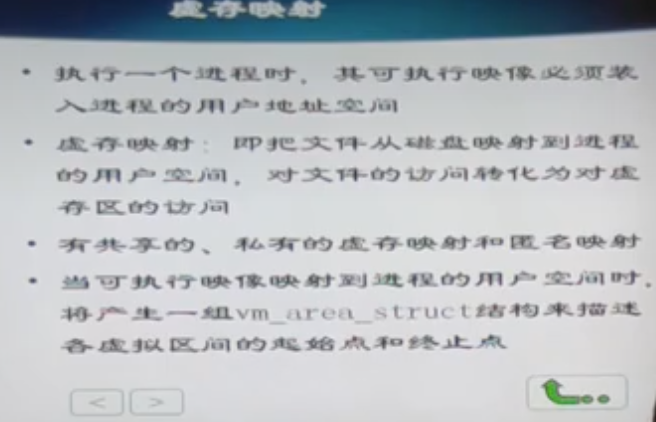 虚存映射
• 执行一个进程时，其可执行映像必须装
入进程的用户地址空间
• 虚存映射：即把文件从磁盘映射到进程
的用户空间，对文件的访问转化为对虚
存区的访问
• 有共享的、私有的虚存映射和匿名映射
• 当可执行映像映射到进程的用户空间时，
将产生一组vm_area_struct结构来描述
各虚拟区间的起始点和终止点
< >